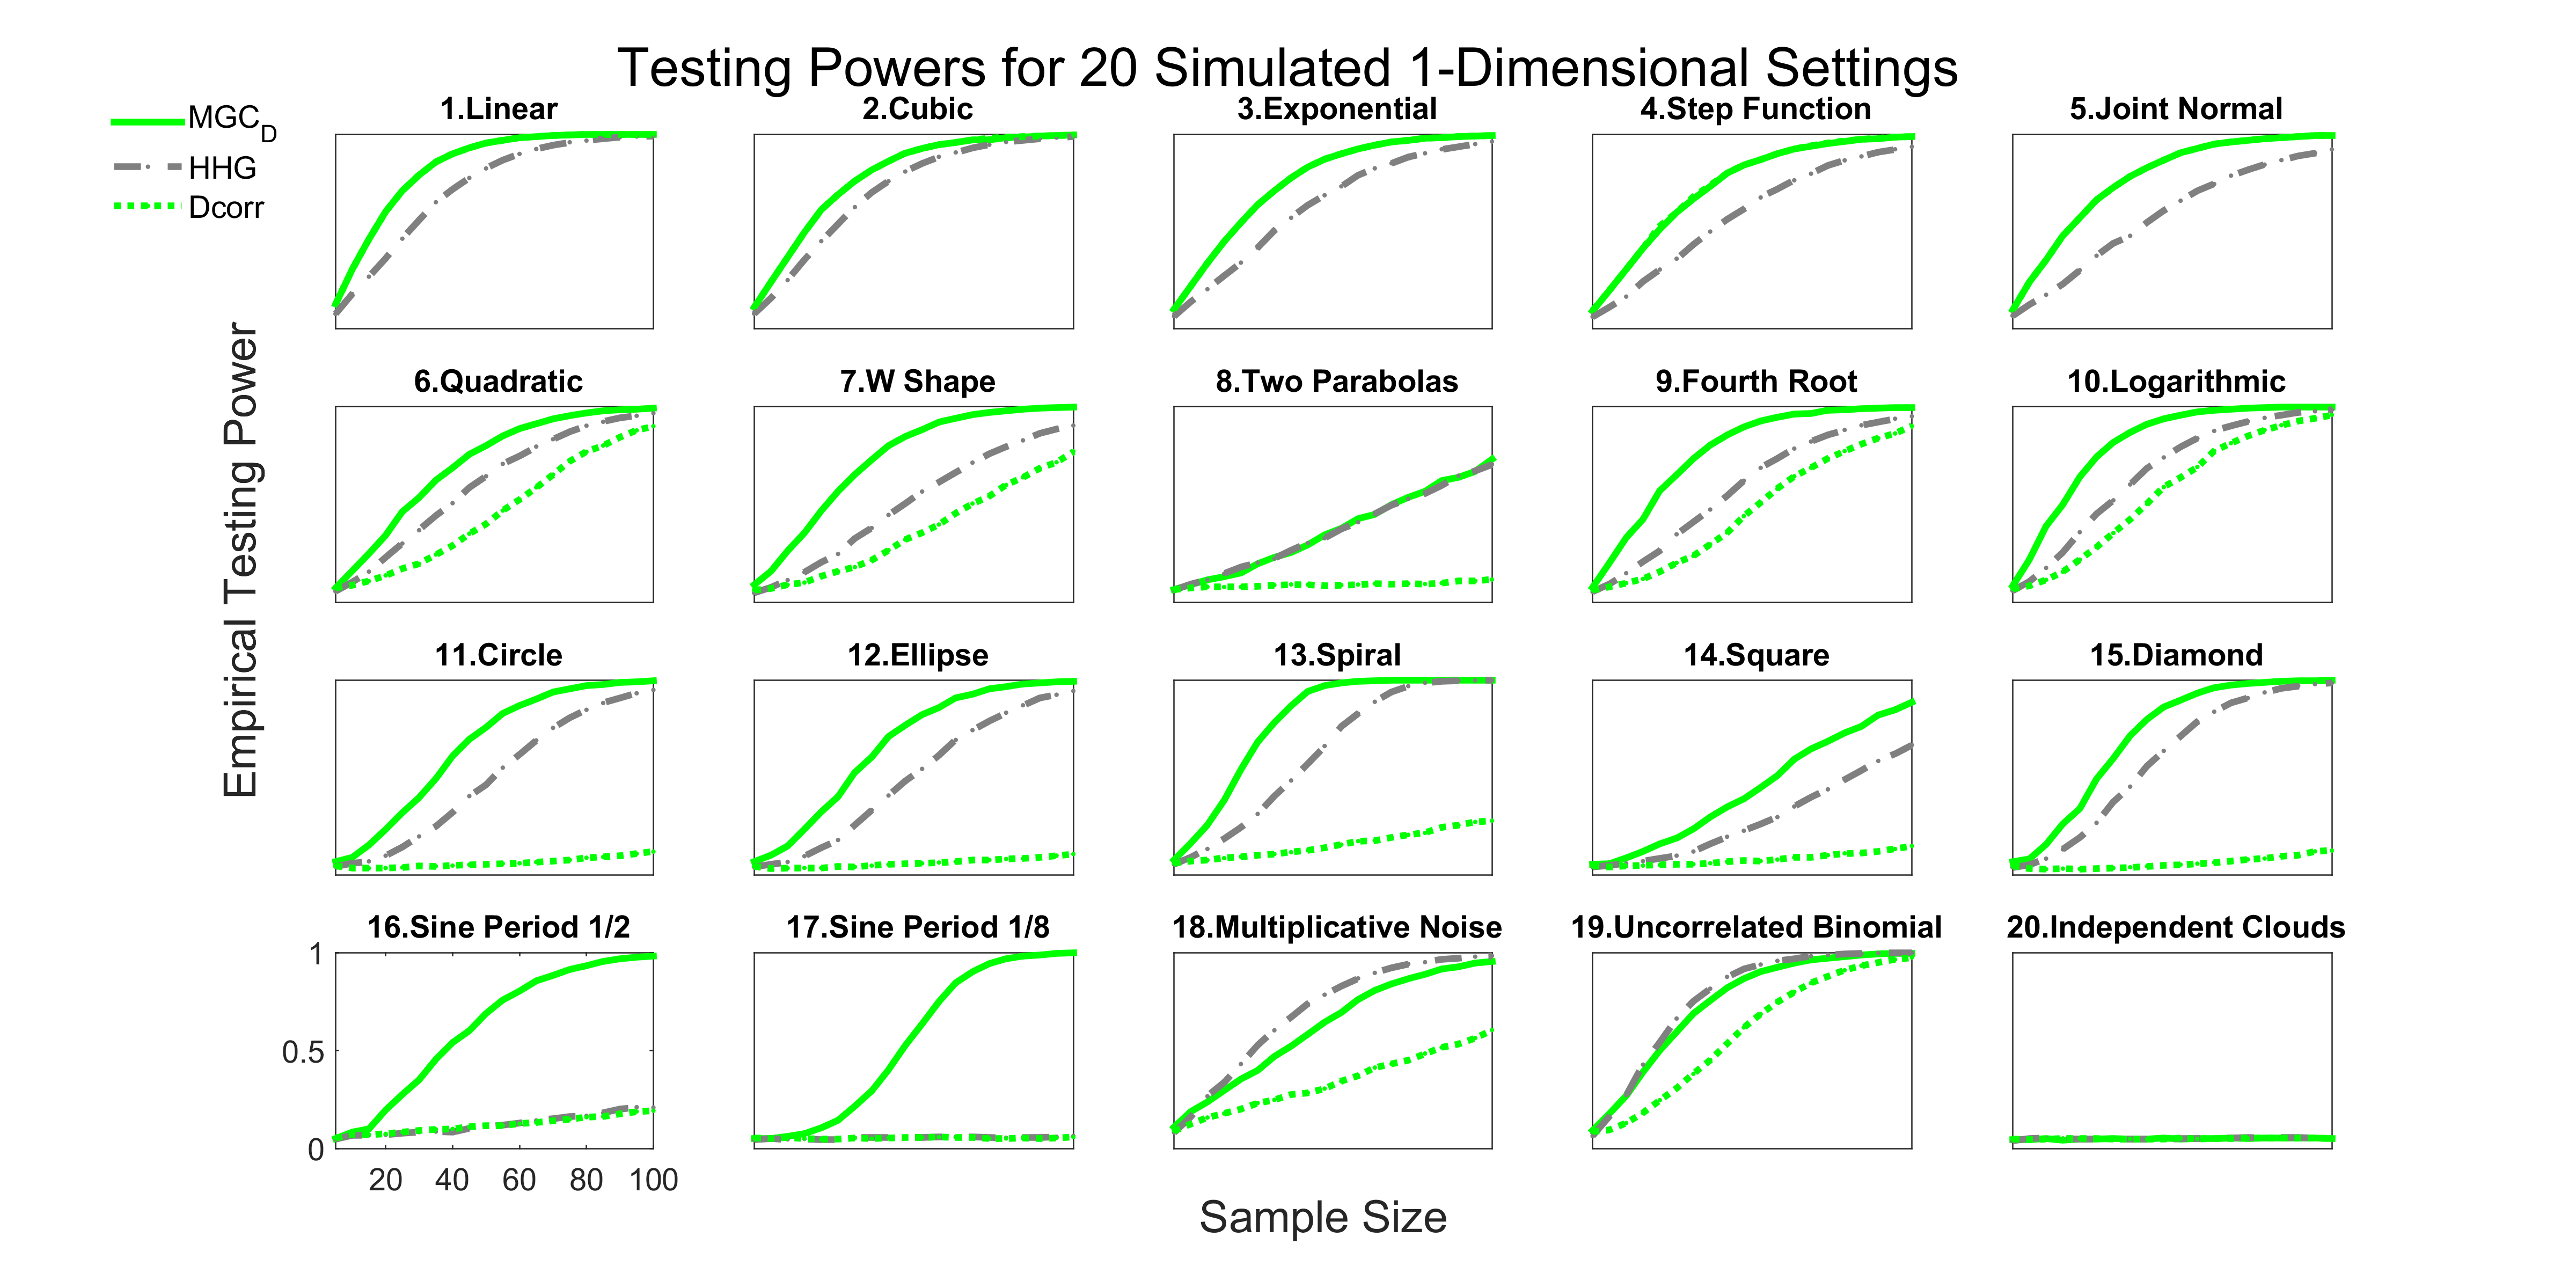 Testing Powers for 20 Simulated 1-Dimensional Settings
MGC_D
HHG
Dcorr
1.Linear
2.Cubic
3.Exponential
4.Step Function
5.Joint Normal
6.Quadratic
7.W Shape
8.Two Parabolas
9.Fourth Root
10.Logarithmic
Empirical Testing Power
11.Circle
12.Ellipse
13.Spiral
14.Square
15.Diamond
16.Sine Period 1/2
17.Sine Period 1/8
18.Multiplicative Noise
19.Uncorrelated Binomial
20.Independent Clouds
1
0.5
0
20 40 60 80 100
Sample Size